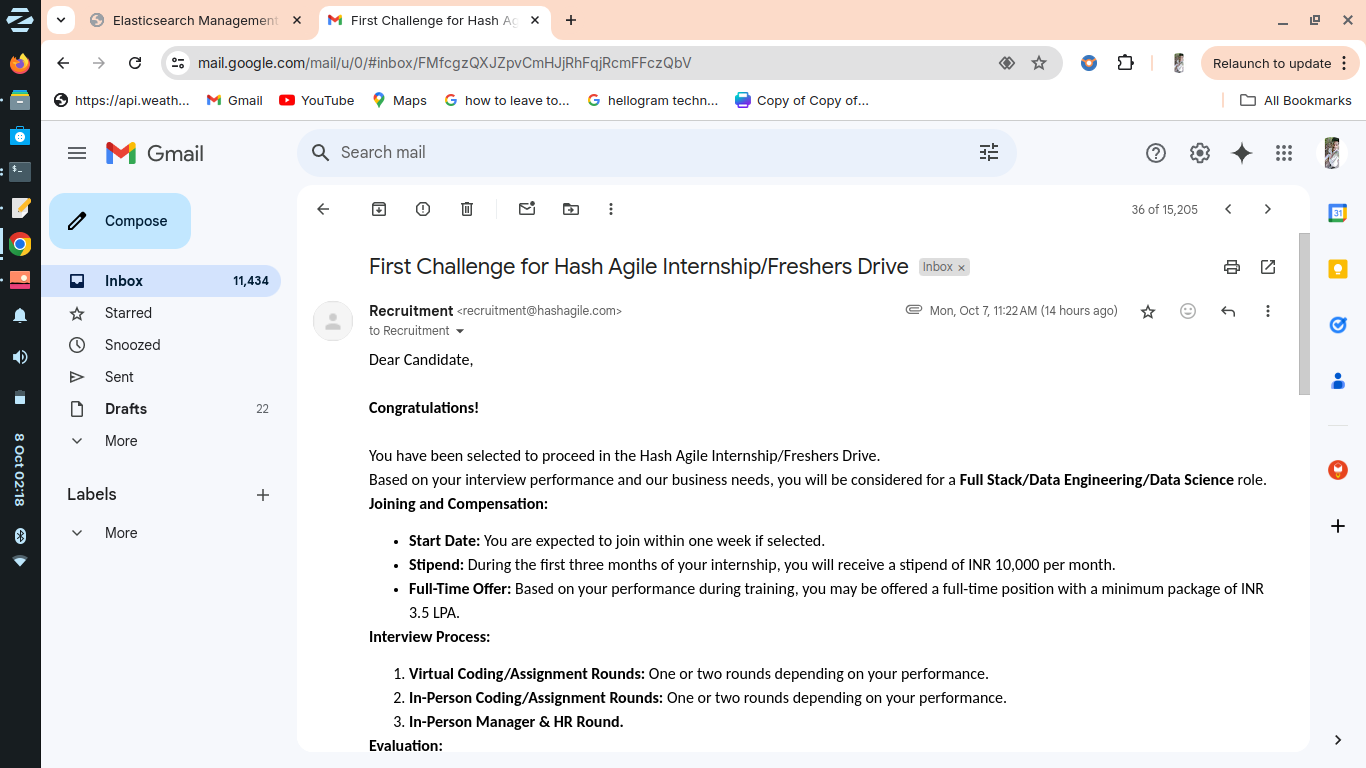 Elasticsearch Management
First Challenge for Hash Ag
mail.google.com/mail/u/0/#inbox/FMfcgzQXJZpvCmHJjRhFqjRcmFFczQbV
Relaunch to update
https://api.weath...
Gmail
YouTube
Maps
how to leave to...
hellogram techn...
Copy of Copy of...
All Bookmarks
Gmail
Search mail
Compose
36 of 15,205
Inbox 11,434
Starred
Snoozed
Sent
Drafts 22
More
Labels
More
First Challenge for Hash Agile Internship/Freshers Drive Inbox ×
Recruitment <recruitment@hashagile.com> Mon, Oct 7, 11:22 AM (14 hours ago)
to Recruitment
Dear Candidate,
Congratulations!
You have been selected to proceed in the Hash Agile Internship/Freshers Drive.
Based on your interview performance and our business needs, you will be considered for a Full Stack/Data Engineering/Data Science role.
Joining and Compensation:
• Start Date: You are expected to join within one week if selected.
• Stipend: During the first three months of your internship, you will receive a stipend of INR 10,000 per month.
• Full-Time Offer: Based on your performance during training, you may be offered a full-time position with a minimum package of INR
3.5 LPA.
Interview Process:
1. Virtual Coding/Assignment Rounds: One or two rounds depending on your performance.
2. In-Person Coding/Assignment Rounds: One or two rounds depending on your performance.
3. In-Person Manager & HR Round.
Evaluation:
8 Oct 02:18
31